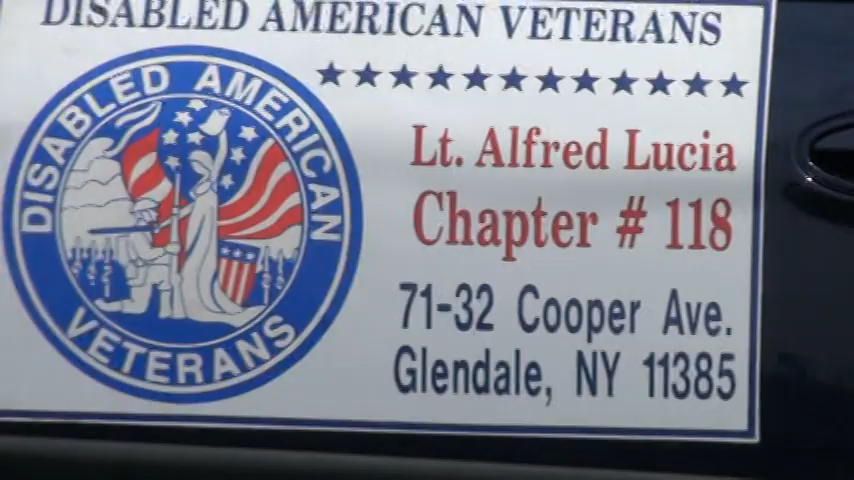 DISABLED AMERICAN VETERANS
DISABLED AMERICAN
VETERANS
Lt. Alfred Lucia
Chapter # 118
71-32 Cooper Ave.
Glendale, NY 11385